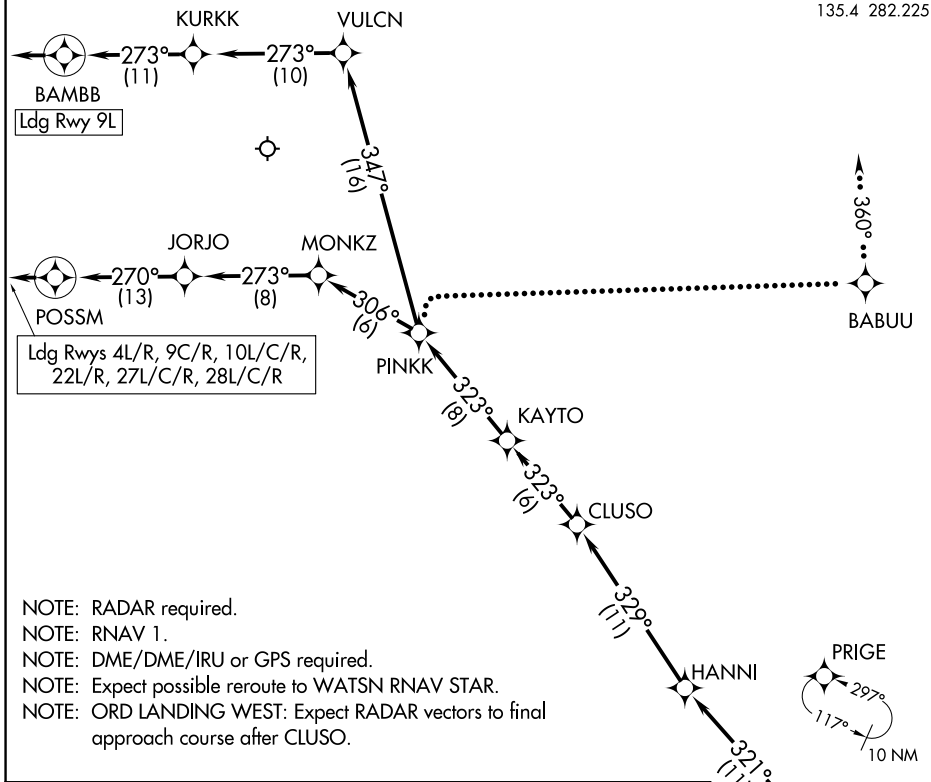 135.4 282.225
KURKK
VULCN
273°
(11)
273°
(10)
BAMBB
Ldg Rwy 9L
347°
(16)
360°
JORJO
MONKZ
270°
(13)
273°
(8)
306°
(6)
POSSM
BABUU
Ldg Rwys 4L/R, 9C/R, 10L/C/R,
22L/R, 27L/C/R, 28L/C/R
PINKK
323°
(8)
KAYTO
323°
(6)
CLUSO
329°
(11)
NOTE: RADAR required.
NOTE: RNAV 1.
NOTE: DME/DME/IRU or GPS required.
NOTE: Expect possible reroute to WATSN RNAV STAR.
NOTE: ORD LANDING WEST: Expect RADAR vectors to final
approach course after CLUSO.
HANNI
PRIGE
297°
117°
10 NM
321°